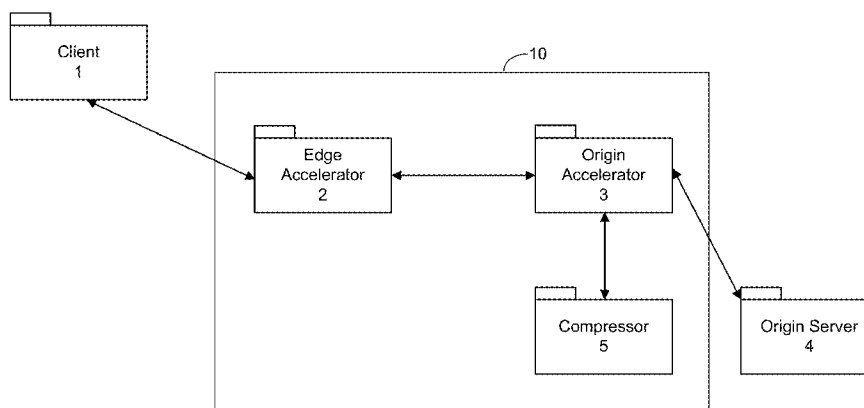 10
Client
1
Edge
Accelerator
2
Origin
Accelerator
3
Compressor
5
Origin Server
4